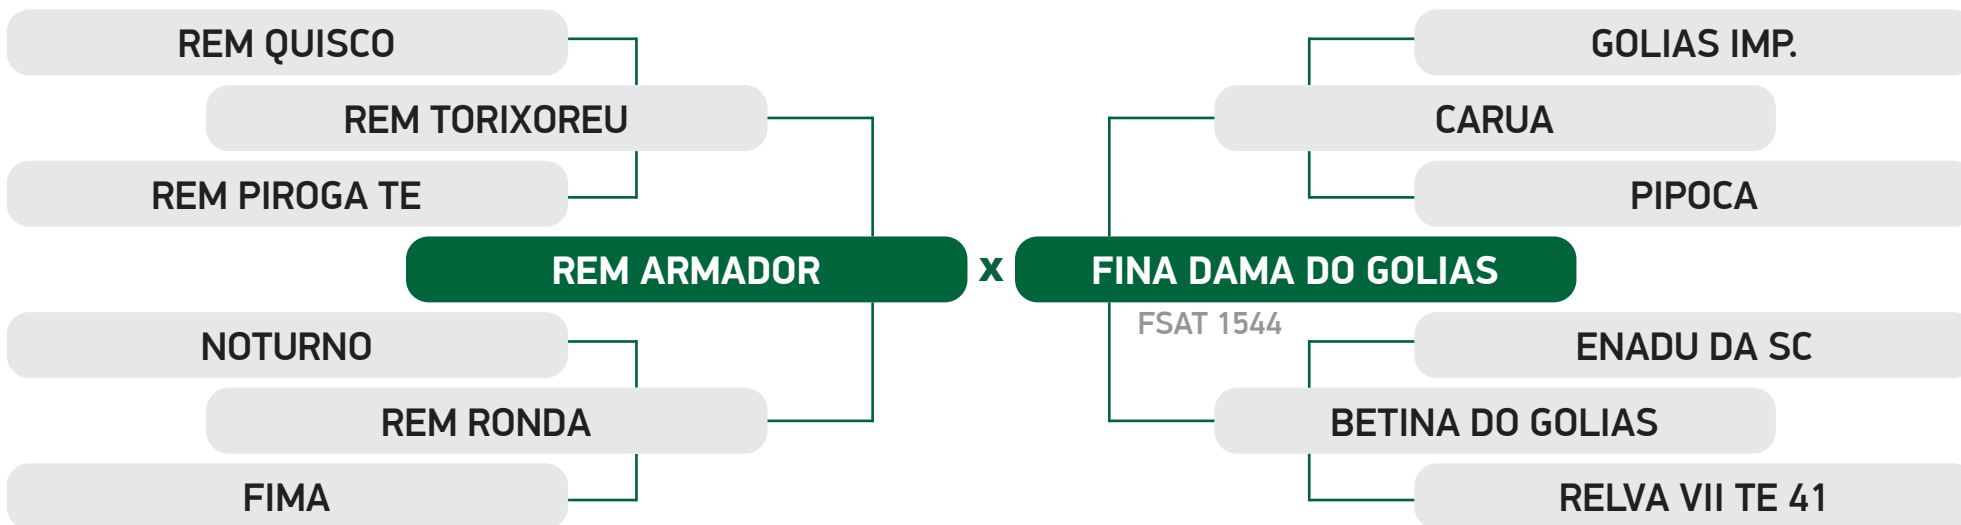 REM QUISCO
GOLIAS IMP.
REM TORIXOREU
CARUA
REM PIROGA TE
PIPOCA
REM ARMADOR x FINA DAMA DO GOLIAS
FSAT 1544
NOTURNO
ENADU DA SC
REM RONDA
BETINA DO GOLIAS
FIMA
RELVA VII TE 41